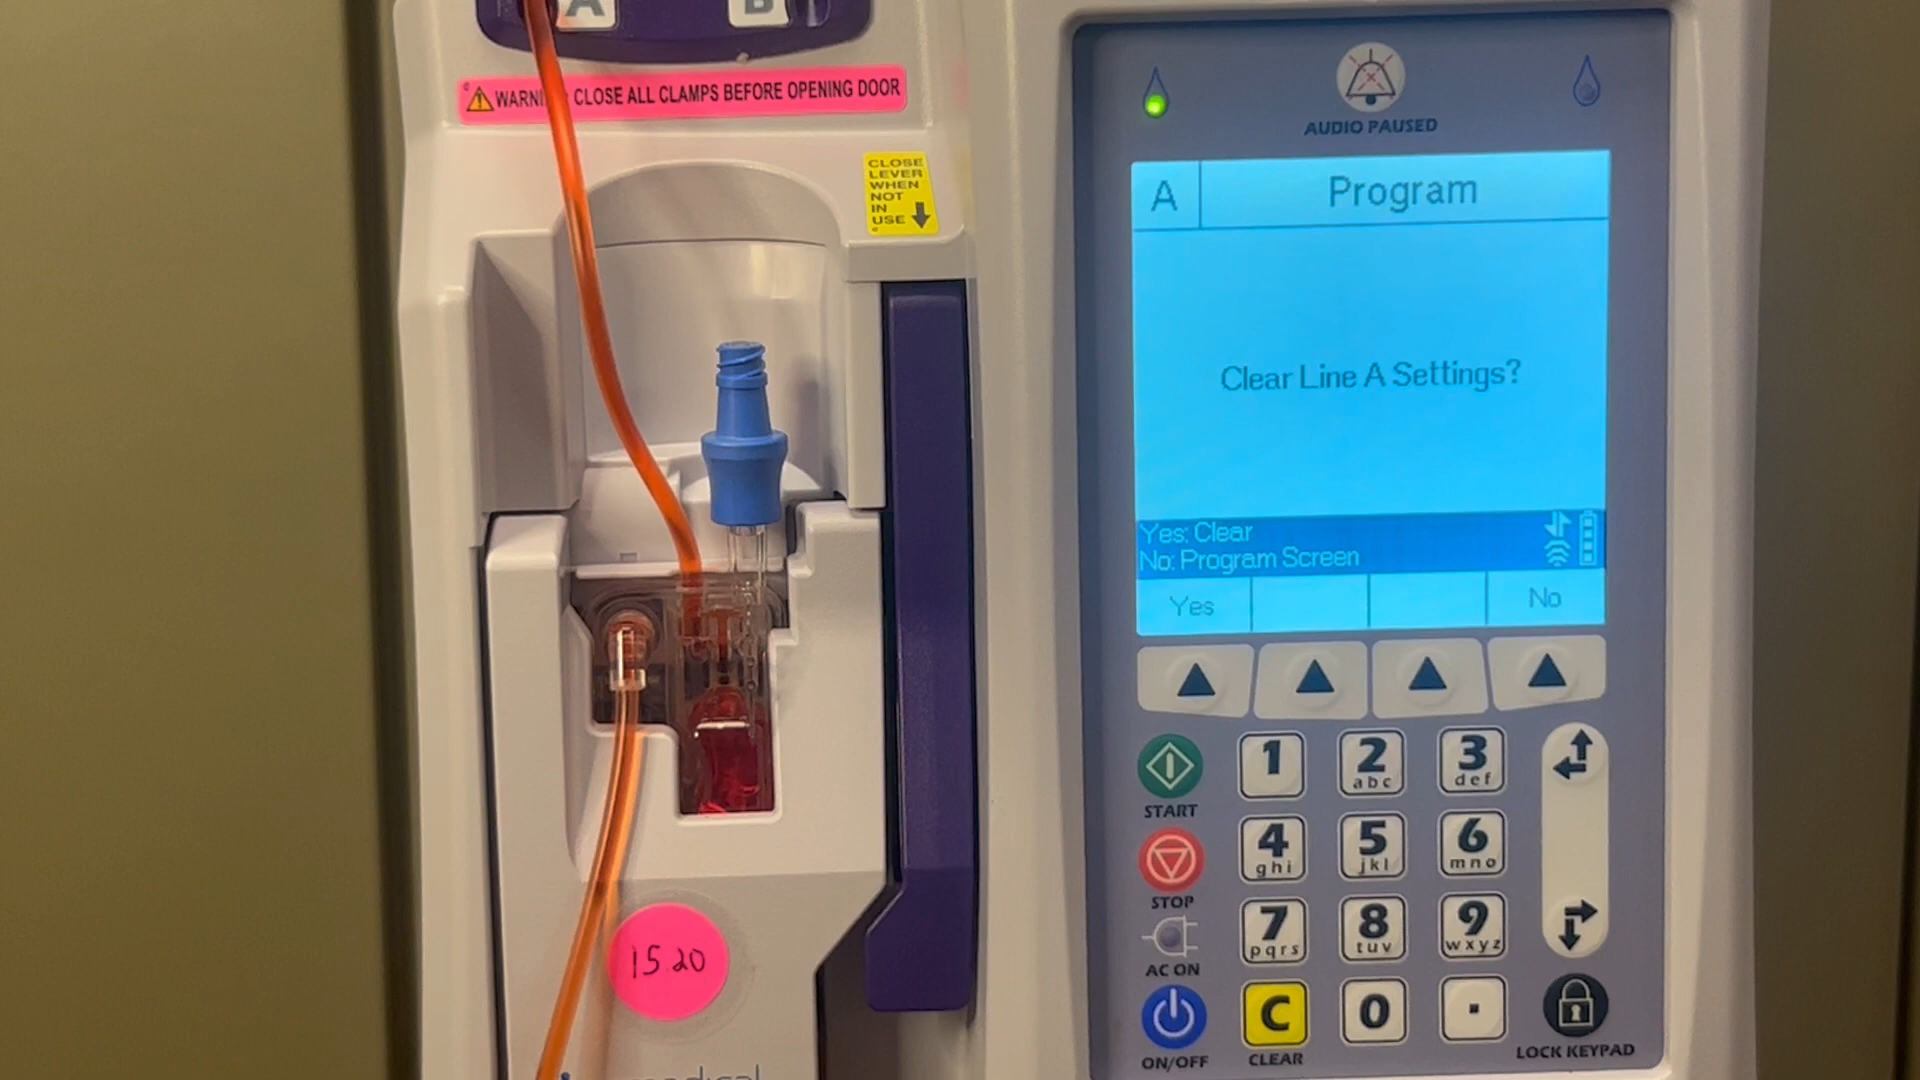 A
B
WARNING: CLOSE ALL CLAMPS BEFORE OPENING DOOR
CLOSE
LEVER
WHEN
NOT
IN
USE
AUDIO PAUSED
A
Program
Clear Line A Settings?
Yes: Clear
No: Program Screen
Yes
No
START
1
2
abc
3
def
STOP
4
ghi
5
jkl
6
mno
AC ON
7
pqrs
8
tuv
9
wxyz
ON/OFF
C
CLEAR
0
.
LOCK KEYPAD
15.20
medical